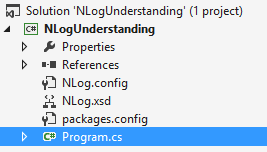 Solution 'NLogUnderstanding' (1 project)
C# NLogUnderstanding
Properties
References
NLog.config
NLog.xsd
packages.config
C# Program.cs